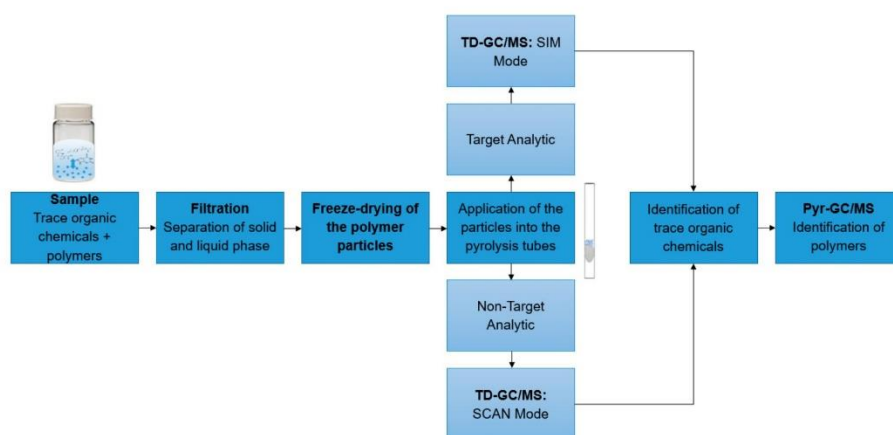 TD-GC/MS: SIM
Mode
Target Analytic
Sample
Trace organic
chemicals +
polymers
Filtration
Separation of solid
and liquid phase
Freeze-drying of
the polymer
particles
Application of the
particles into the
pyrolysis tubes
Identification of
trace organic
chemicals
Pyr-GC/MS
Identification of
polymers
Non-Target
Analytic
TD-GC/MS:
SCAN Mode